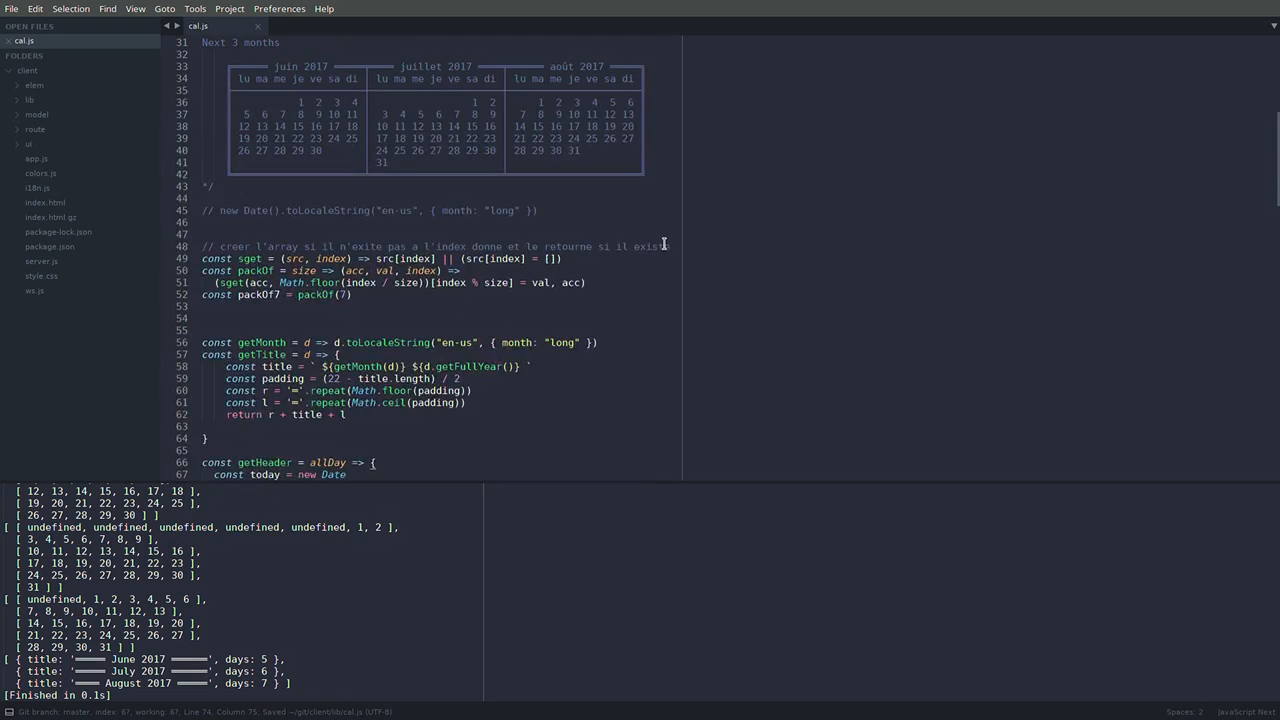 File Edit Selection Find View Goto Tools Project Preferences Help
OPEN FILES
cal.js
FOLDERS
client
elem
lib
model
route
ui
app.js
colors.js
i18n.js
index.html
index.html.gz
package-lock.json
package.json
server.js
style.css
ws.js
cal.js
31 Next 3 months
32
33 juin 2017 juillet 2017 août 2017
34 lu ma me je ve sa di lu ma me je ve sa di lu ma me je ve sa di
35
36 1 2 3 4 1 2 1 2 3 4 5 6
37 5 6 7 8 9 10 11 3 4 5 6 7 8 9 7 8 9 10 11 12 13
38 12 13 14 15 16 17 18 10 11 12 13 14 15 16 14 15 16 17 18 19 20
39 19 20 21 22 23 24 25 17 18 19 20 21 22 23 21 22 23 24 25 26 27
40 26 27 28 29 30 24 25 26 27 28 29 30 28 29 30 31
41 31
42
43 */
44
45 // new Date().toLocaleString("en-us", { month: "long" })
46
47
48 // creer l'array si il n'exite pas a l'index donne et le retourne si il existe
49 const sget = (src, index) => src[index] || (src[index] = [])
50 const packOf = size => (acc, val, index) =>
51 (sget(acc, Math.floor(index / size))[index % size] = val, acc)
52 const packOf7 = packOf(7)
53
54
55
56 const getMonth = d => d.toLocaleString("en-us", { month: "long" })
57 const getTitle = d => {
58 const title = ` ${getMonth(d)} ${d.getFullYear()} `
59 const padding = (22 - title.length) / 2
60 const r = '═'.repeat(Math.floor(padding))
61 const l = '═'.repeat(Math.ceil(padding))
62 return r + title + l
63
64 }
65
66 const getHeader = allDay => {
67 const today = new Date
[ 12, 13, 14, 15, 16, 17, 18 ],
[ 19, 20, 21, 22, 23, 24, 25 ],
[ 26, 27, 28, 29, 30 ] ]
[ [ undefined, undefined, undefined, undefined, undefined, 1, 2 ],
[ 3, 4, 5, 6, 7, 8, 9 ],
[ 10, 11, 12, 13, 14, 15, 16 ],
[ 17, 18, 19, 20, 21, 22, 23 ],
[ 24, 25, 26, 27, 28, 29, 30 ],
[ 31 ] ]
[ [ undefined, 1, 2, 3, 4, 5, 6 ],
[ 7, 8, 9, 10, 11, 12, 13 ],
[ 14, 15, 16, 17, 18, 19, 20 ],
[ 21, 22, 23, 24, 25, 26, 27 ],
[ 28, 29, 30, 31 ] ]
[ { title: '═════ June 2017 ══════', days: 5 },
{ title: '═════ July 2017 ══════', days: 6 },
{ title: '════ August 2017 ═════', days: 7 } ]
[Finished in 0.1s]
Git branch: master, index: 6?, working: 6?, Line 74, Column 75: Saved ~/git/client/lib/cal.js (UTF-8) Spaces: 2 JavaScript Next